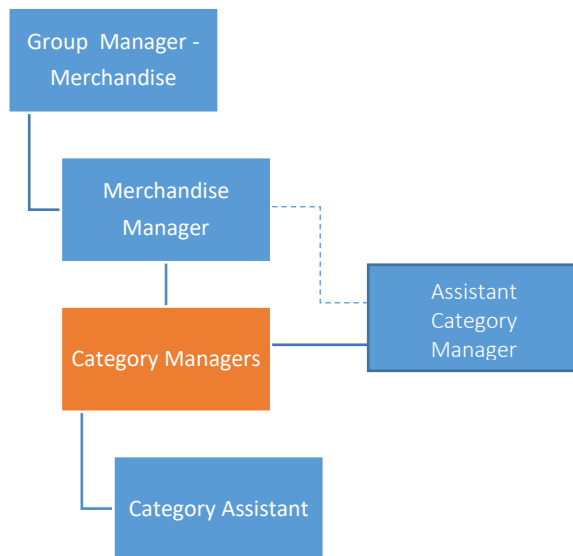 Group  Manager -
Merchandise
Merchandise
Manager
Assistant
Category
Manager
Category Managers
Category Assistant